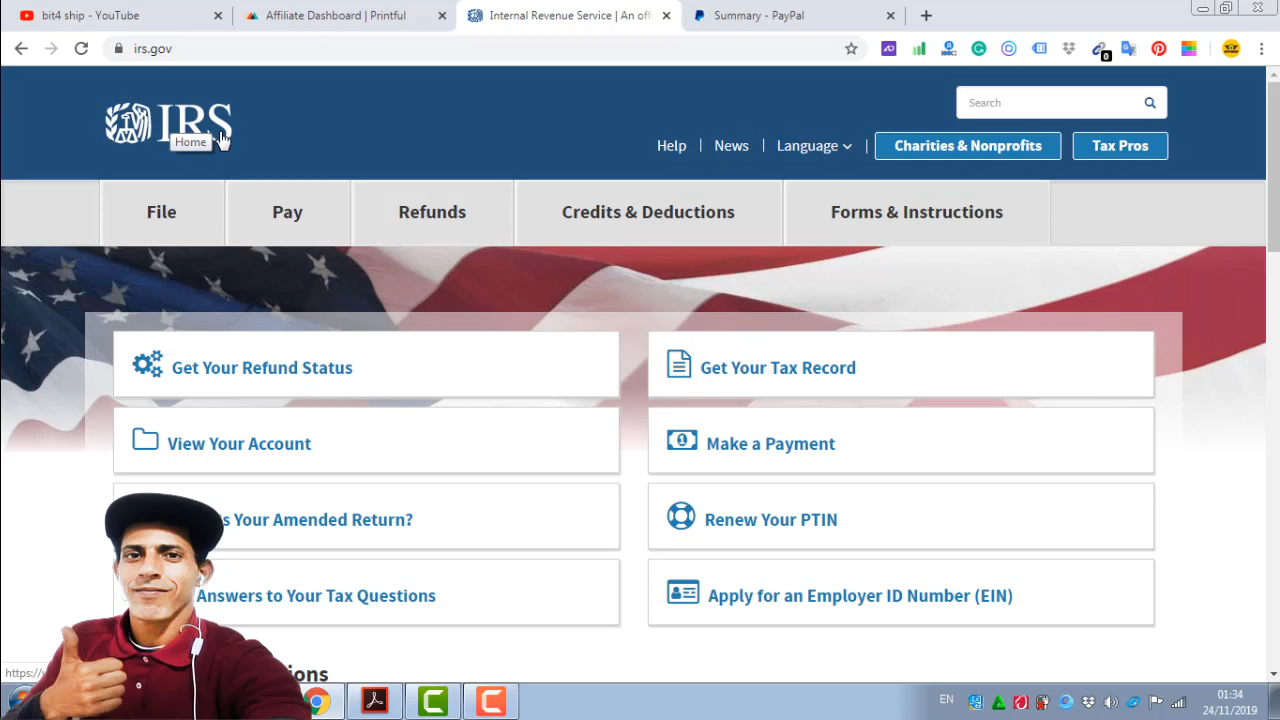 bit4 ship - YouTube
Affiliate Dashboard | Printful
Internal Revenue Service | An offi
Summary - PayPal
irs.gov
0
IRS
Home
Search
Help
News
Language
Charities & Nonprofits
Tax Pros
File
Pay
Refunds
Credits & Deductions
Forms & Instructions
Get Your Refund Status
Get Your Tax Record
View Your Account
Make a Payment
s Your Amended Return?
Renew Your PTIN
Answers to Your Tax Questions
Apply for an Employer ID Number (EIN)
ions
https://
EN
01:34
24/11/2019